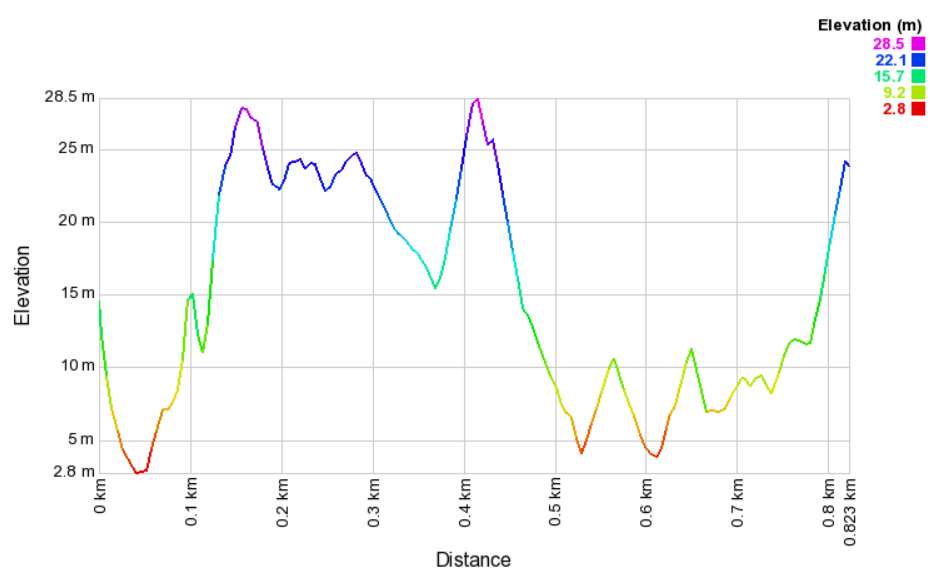 Elevation (m)
28.5
22.1
15.7
9.2
2.8
28.5 m
25 m
20 m
15 m
10 m
5 m
2.8 m
Elevation
0 km
0.1 km
0.2 km
0.3 km
0.4 km
0.5 km
0.6 km
0.7 km
0.8 km
0.823 km
Distance